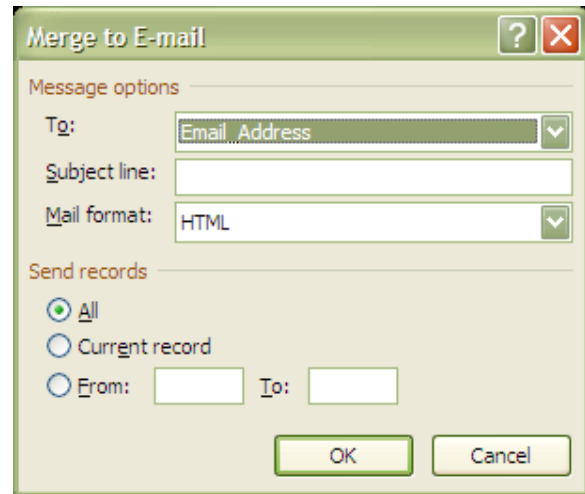 Merge to E-mail ?
Message options
To: Email_Address
Subject line:
Mail format: HTML
Send records
All
Current record
From: To:
OK Cancel